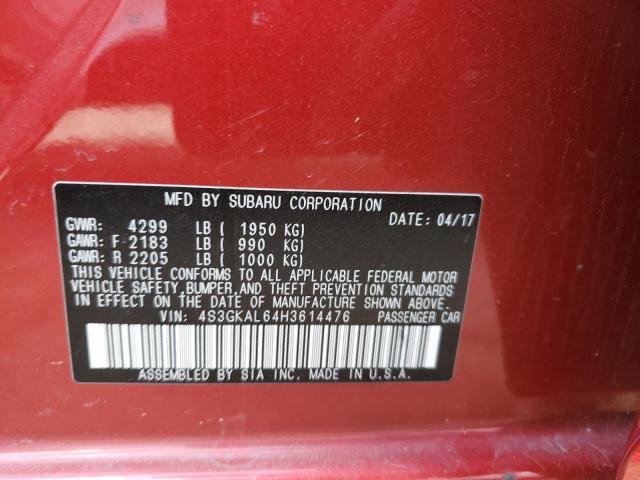 MFD BY SUBARU CORPORATION
GVWR: 4299 LB ( 1950 KG) DATE: 04/17
GAWR: F 2183 LB ( 990 KG)
GAWR: R 2205 LB ( 1000 KG)
THIS VEHICLE CONFORMS TO ALL APPLICABLE FEDERAL MOTOR
VEHICLE SAFETY, BUMPER, AND THEFT PREVENTION STANDARDS
IN EFFECT ON THE DATE OF MANUFACTURE SHOWN ABOVE.
VIN: 4S3GKAL64H3614476 PASSENGER CAR
ASSEMBLED BY SIA INC. MADE IN U.S.A.